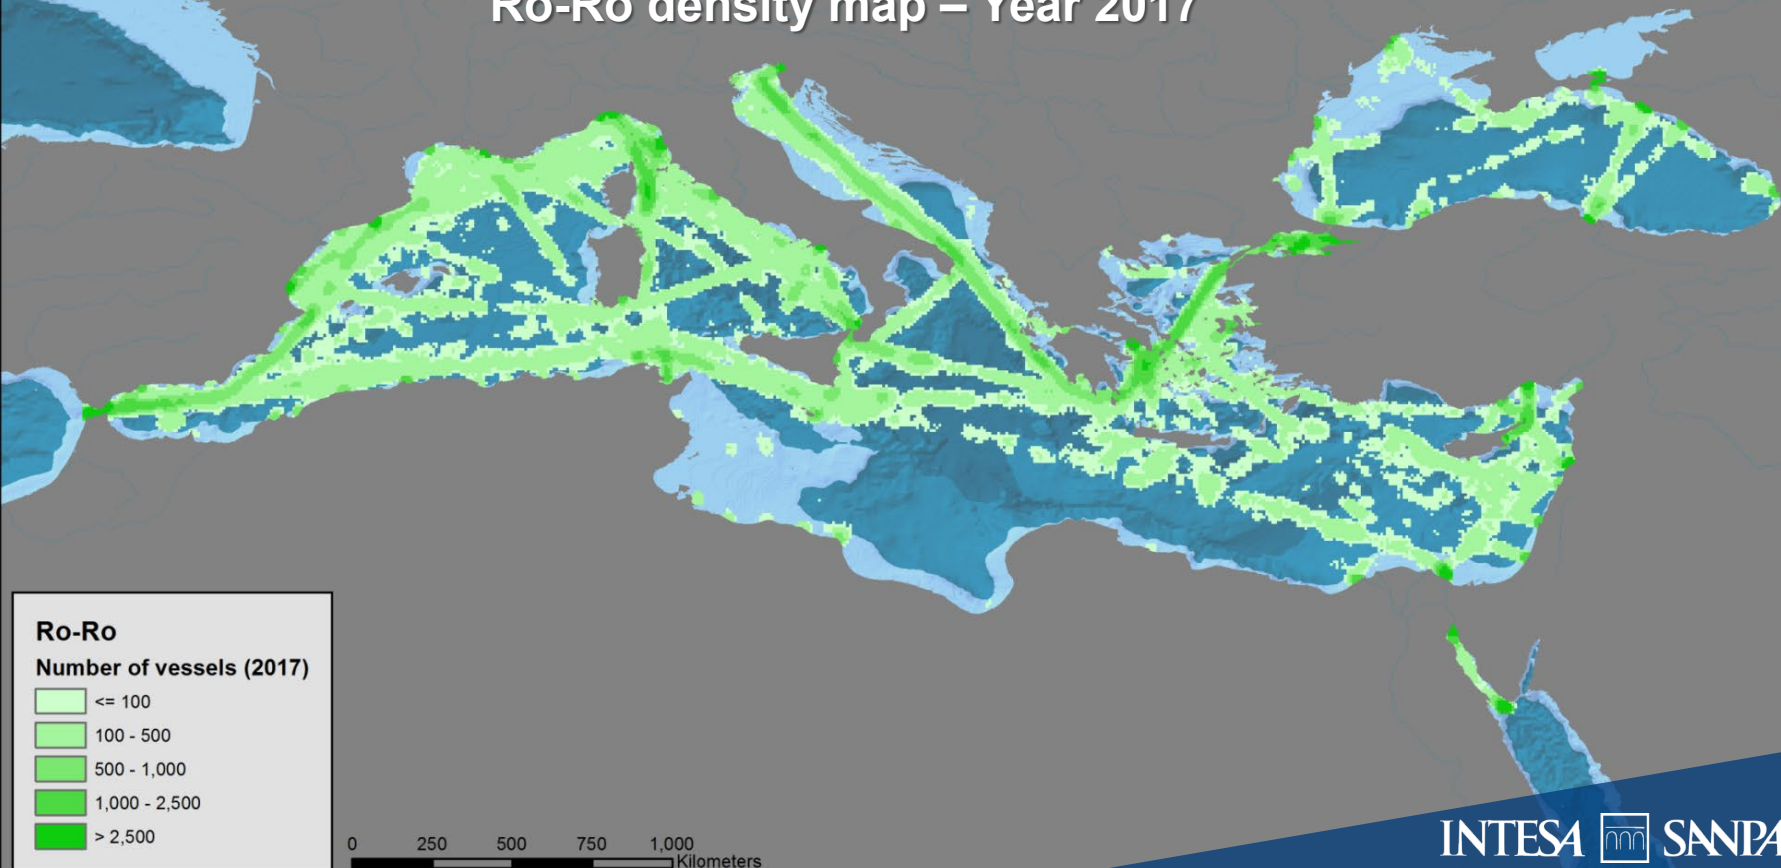 Ro-Ro density map – Year 2017
Ro-Ro
Number of vessels (2017)
<= 100
100 - 500
500 - 1,000
1,000 - 2,500
> 2,500
0 250 500 750 1,000
Kilometers
INTESA SANPA